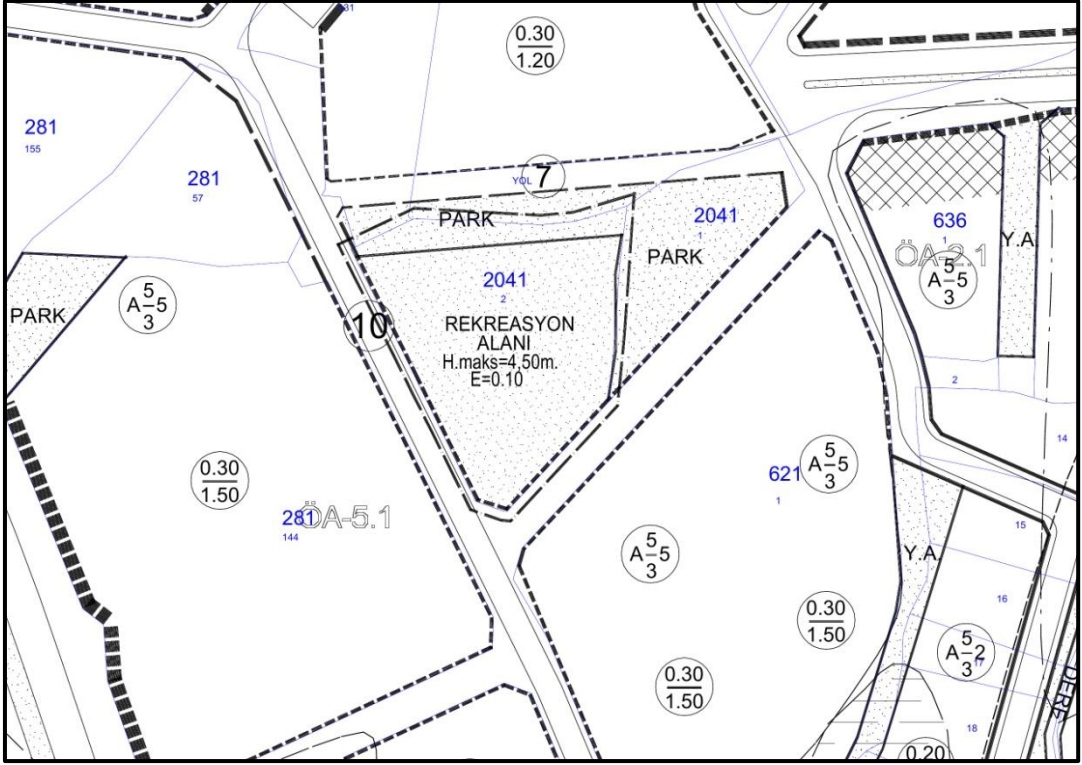 31
0.30
1.20
281
155
281
57
YOL
7
PARK
2041
1
PARK
636
1
ÖA-2.1
A 5/3 -5
Y.A.
PARK
A 5/3 -5
2041
2
REKREASYON
ALANI
H.maks=4,50m.
E=0.10
10
2
14
0.30
1.50
281
144
ÖA-5.1
621
1
A 5/3 -5
A 5/3 -5
Y.A.
15
16
0.30
1.50
A 5/3 -2
17
0.30
1.50
DERE
18
0.20